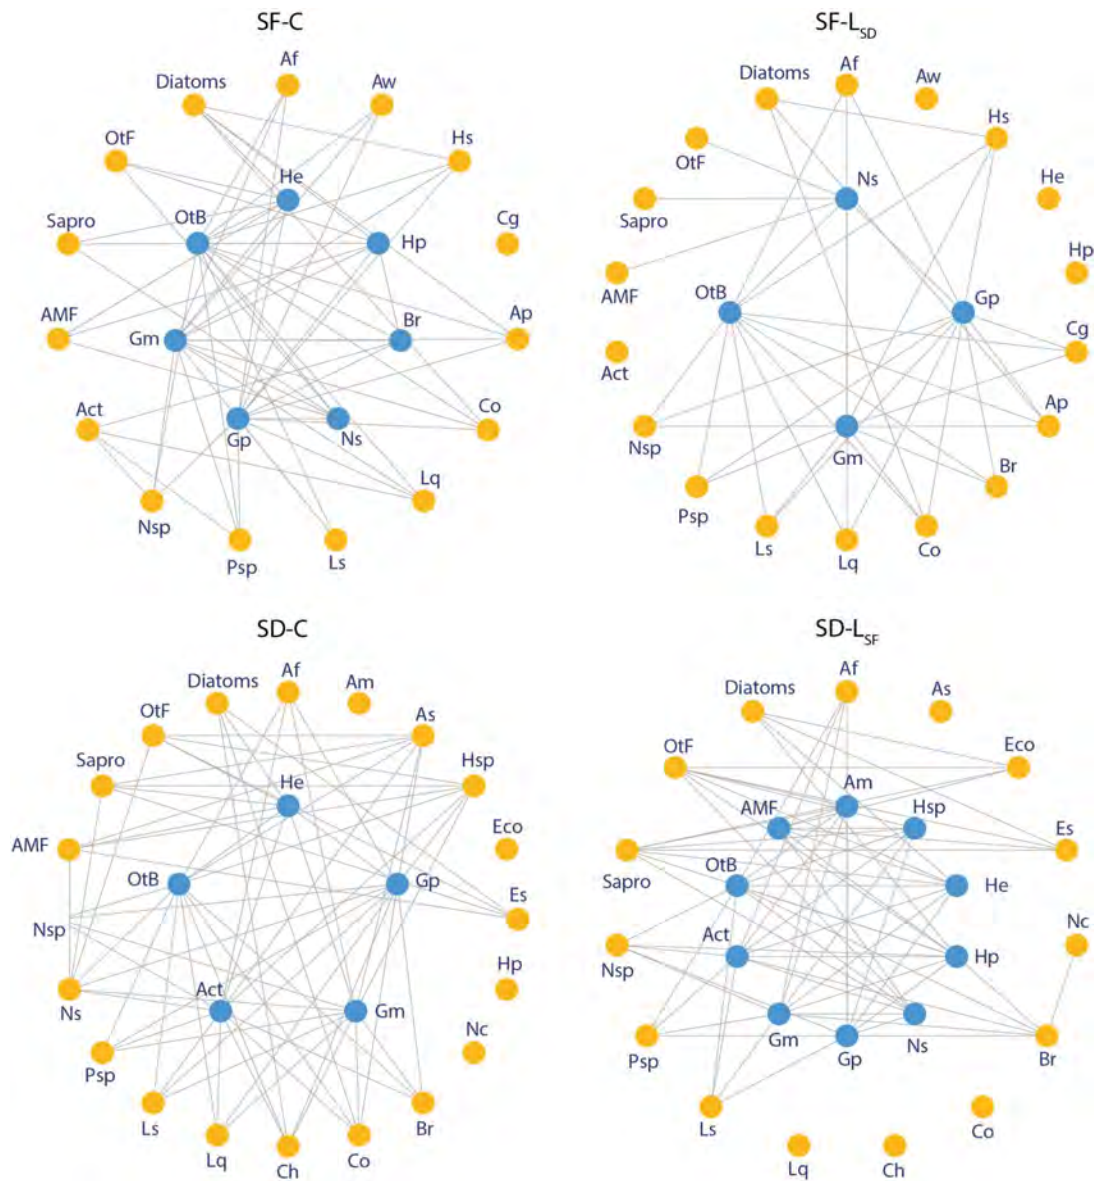 SF-C
SF-L_SD
Af
Diatoms
Aw
OtF
Hs
He
OtB
Sapro
Cg
Hp
AMF
Gm
Br
Ap
Act
Gp
Ns
Co
Lq
Nsp
Psp
Ls
Af
Diatoms
Aw
Hs
OtF
Ns
He
Sapro
Hp
AMF
OtB
Gp
Cg
Act
Ap
Nsp
Gm
Br
Psp
Ls
Lq
Co
SD-C
SD-L_SF
Af
Diatoms
Am
OtF
As
Sapro
He
Hsp
AMF
Eco
OtB
Gp
Es
Nsp
Hp
Act
Ns
Gm
Nc
Psp
Ls
Br
Lq
Ch
Co
Af
Diatoms
As
OtF
Eco
Am
AMF
Hsp
Es
OtB
Sapro
He
Nc
Act
Hp
Nsp
Gm
Gp
Ns
Psp
Br
Ls
Co
Lq
Ch